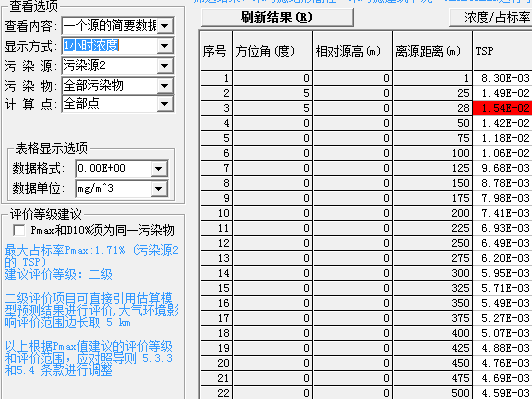 查看选项
查看内容: 一个源的简要数据
显示方式: 1小时浓度
污 染 源: 污染源2
污 染 物: 全部污染物
计 算 点: 全部点
表格显示选项
数据格式: 0.00E+00
数据单位: mg/m^3
评价等级建议
Pmax和D10%须为同一污染物
最大占标率Pmax:1.71% (污染源2
的 TSP)
建议评价等级: 二级
二级评价项目可直接引用估算模
型预测结果进行评价,大气环境影
响评价范围边长取 5 km
以上根据Pmax值建议的评价等级
和评价范围，应对照导则 5.3.3
和5.4 条款进行调整
刷新结果(R) 浓度/占标率
序号 方位角(度) 相对源高(m) 离源距离(m) TSP
1 0 0 1 8.30E-03
2 5 0 25 1.49E-02
3 5 0 28 1.54E-02
4 0 0 50 1.42E-02
5 0 0 75 1.18E-02
6 0 0 100 1.06E-02
7 0 0 125 9.68E-03
8 0 0 150 8.78E-03
9 0 0 175 7.98E-03
10 0 0 200 7.41E-03
11 0 0 225 6.93E-03
12 0 0 250 6.49E-03
13 0 0 275 6.20E-03
14 0 0 300 5.95E-03
15 0 0 325 5.71E-03
16 0 0 350 5.49E-03
17 0 0 375 5.27E-03
18 0 0 400 5.07E-03
19 0 0 425 4.88E-03
20 0 0 450 4.76E-03
21 0 0 475 4.69E-03
22 0 0 500 4.59E-03